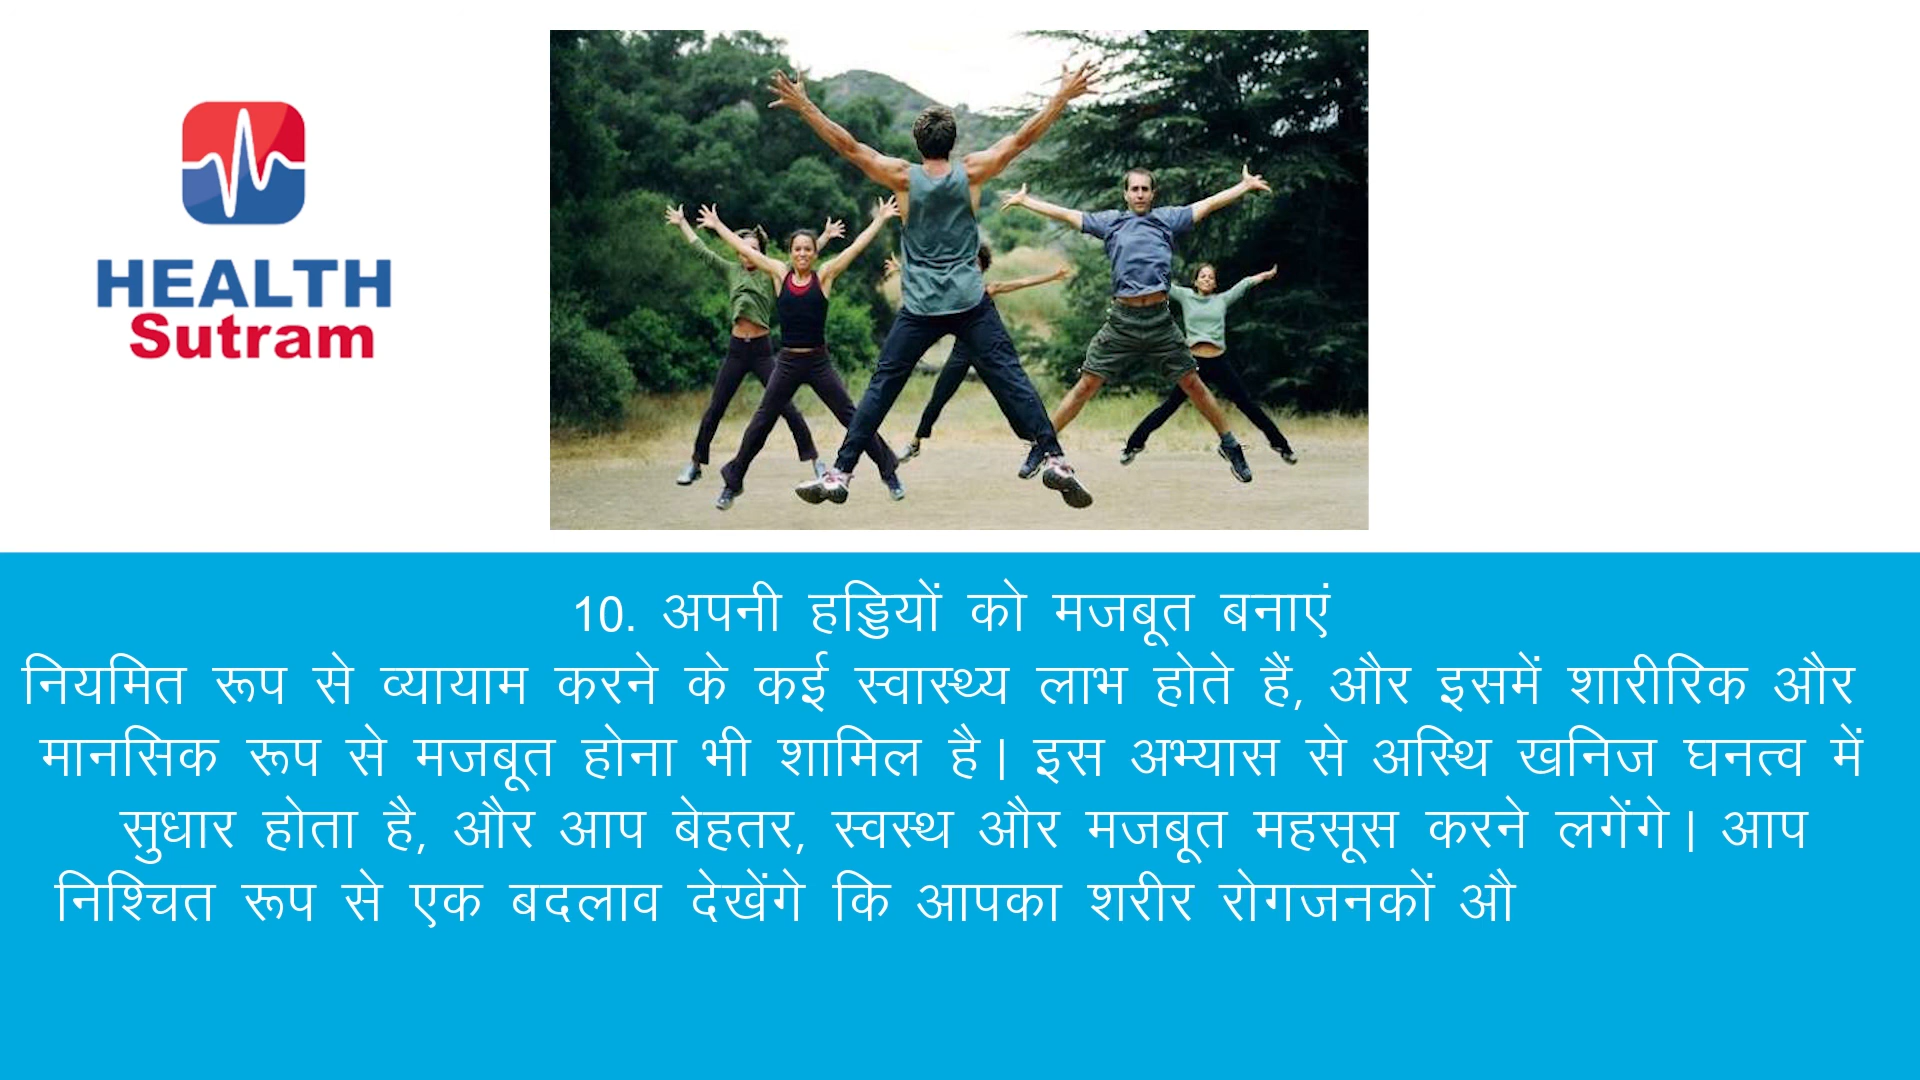 HEALTH
Sutram
10. अपनी हड्डियों को मजबूत बनाएं
नियमित रूप से व्यायाम करने के कई स्वास्थ्य लाभ होते हैं, और इसमें शारीरिक और
मानसिक रूप से मजबूत होना भी शामिल है। इस अभ्यास से अस्थि खनिज घनत्व में
सुधार होता है, और आप बेहतर, स्वस्थ और मजबूत महसूस करने लगेंगे। आप
निश्चित रूप से एक बदलाव देखेंगे कि आपका शरीर रोगजनकों औ